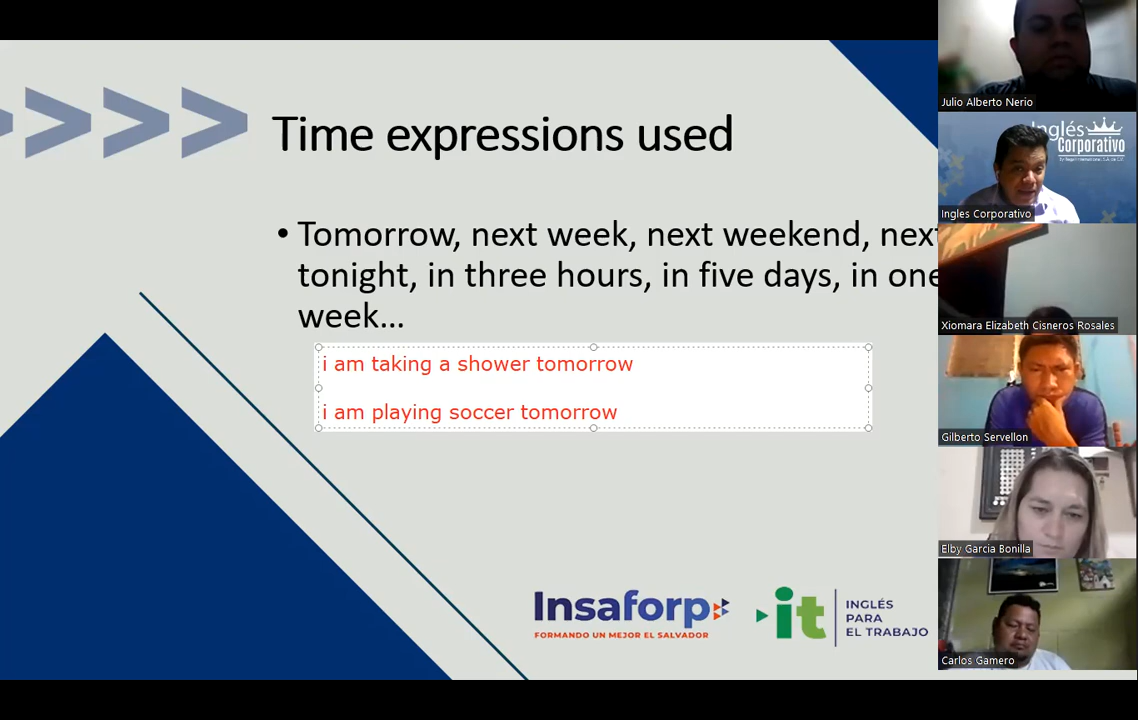 Time expressions used
• Tomorrow, next week, next weekend, next
tonight, in three hours, in five days, in one
week...
i am taking a shower tomorrow
i am playing soccer tomorrow
Insaforp
FORMANDO UN MEJOR EL SALVADOR
it
INGLÉS
PARA
EL TRABAJO
Julio Alberto Nerio
Inglés
Corporativo
Ingles Corporativo
Xiomara Elizabeth Cisneros Rosales
Gilberto Servellon
Elby Garcia Bonilla
Carlos Gamero